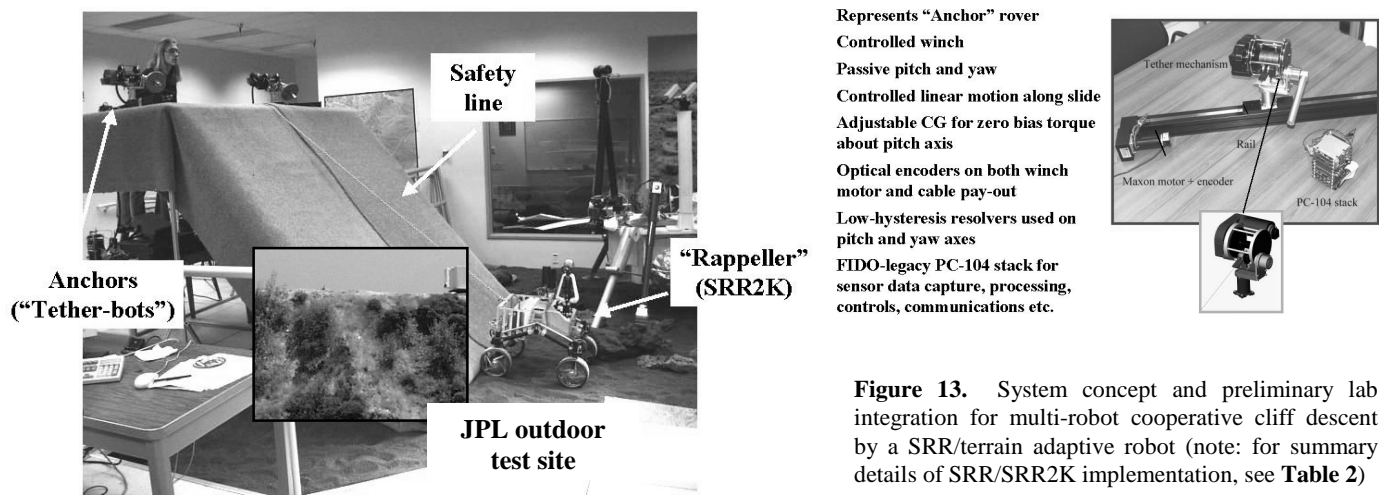 Safety
line
Anchors
("Tether-bots")
"Rappeller"
(SRR2K)
JPL outdoor
test site
Represents "Anchor" rover
Controlled winch
Passive pitch and yaw
Controlled linear motion along slide
Adjustable CG for zero bias torque
about pitch axis
Optical encoders on both winch
motor and cable pay-out
Low-hysteresis resolvers used on
pitch and yaw axes
FIDO-legacy PC-104 stack for
sensor data capture, processing,
controls, communications etc.
Tether mechanism
Rail
Maxon motor + encoder
PC-104 stack
Figure 13. System concept and preliminary lab
integration for multi-robot cooperative cliff descent
by a SRR/terrain adaptive robot (note: for summary
details of SRR/SRR2K implementation, see Table 2)